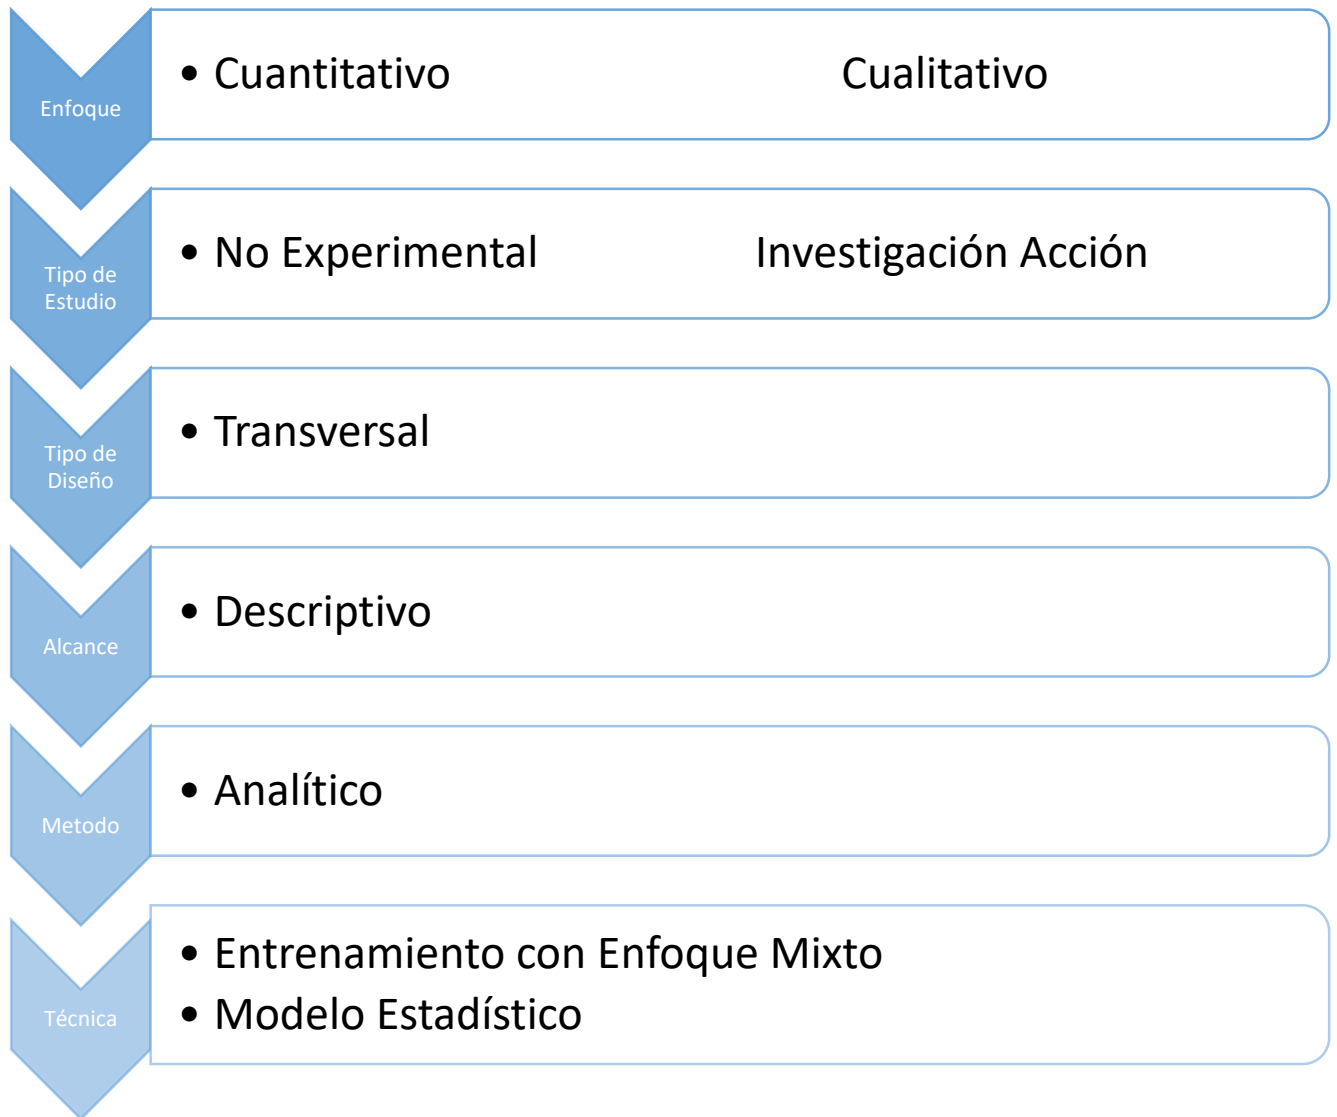 Enfoque
• Cuantitativo Cualitativo
Tipo de
Estudio
• No Experimental Investigación Acción
Tipo de
Diseño
• Transversal
Alcance
• Descriptivo
Metodo
• Analítico
Técnica
• Entrenamiento con Enfoque Mixto
• Modelo Estadístico